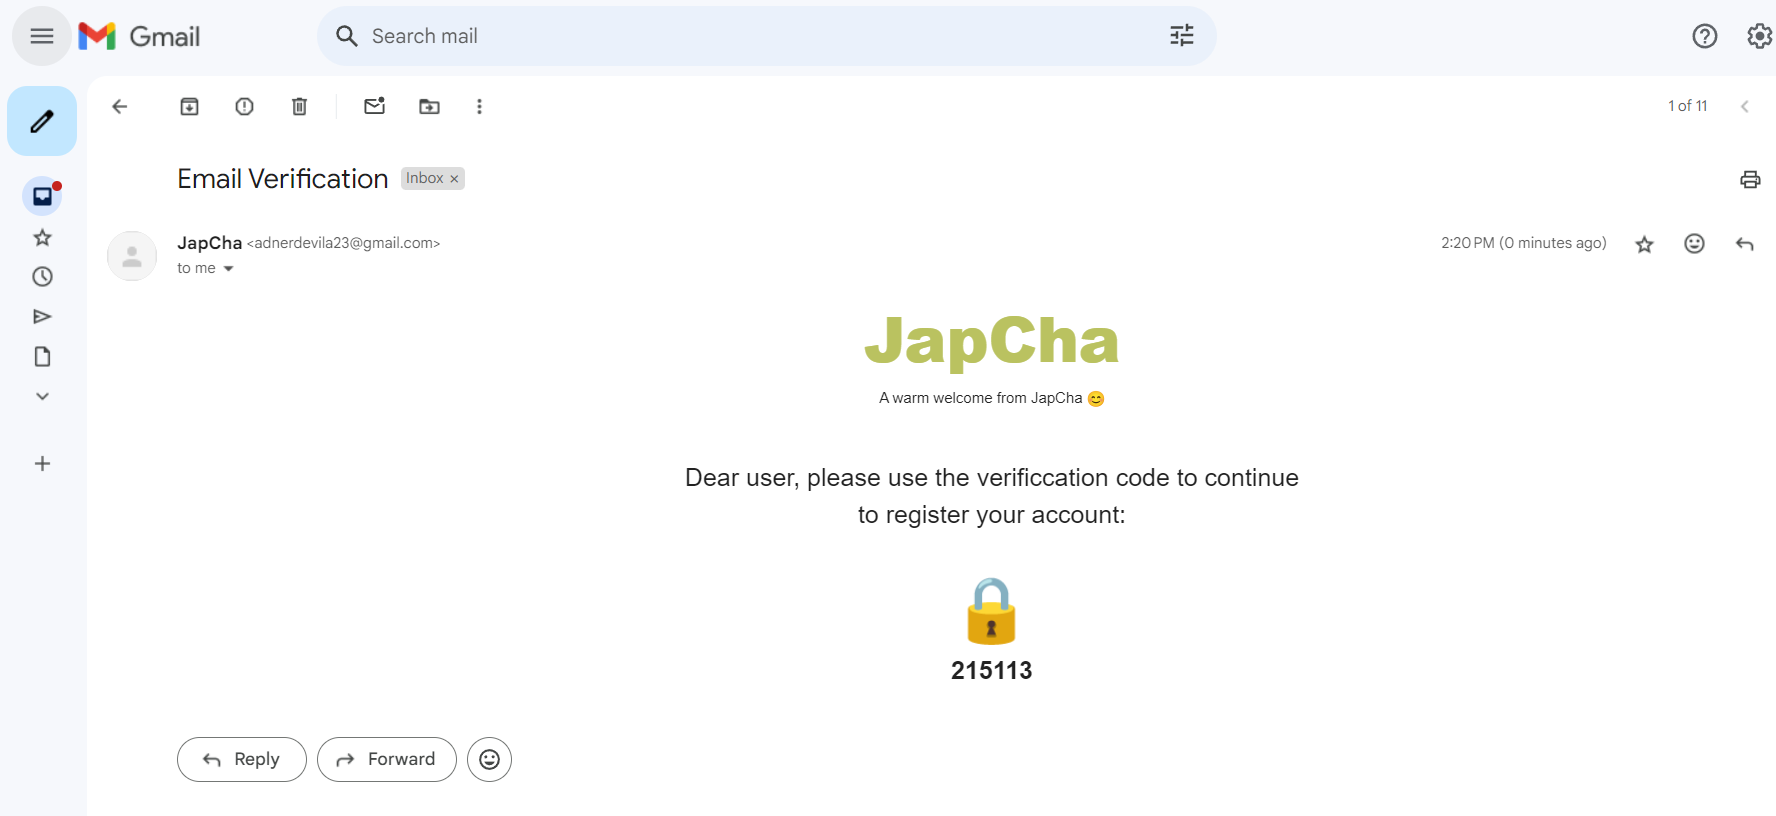 Gmail
Search mail
1 of 11
Email Verification Inbox ×
JapCha <adnerdevila23@gmail.com>
2:20 PM (0 minutes ago)
to me
JapCha
A warm welcome from JapCha 😊
Dear user, please use the verificcation code to continue
to register your account:
215113
Reply
Forward